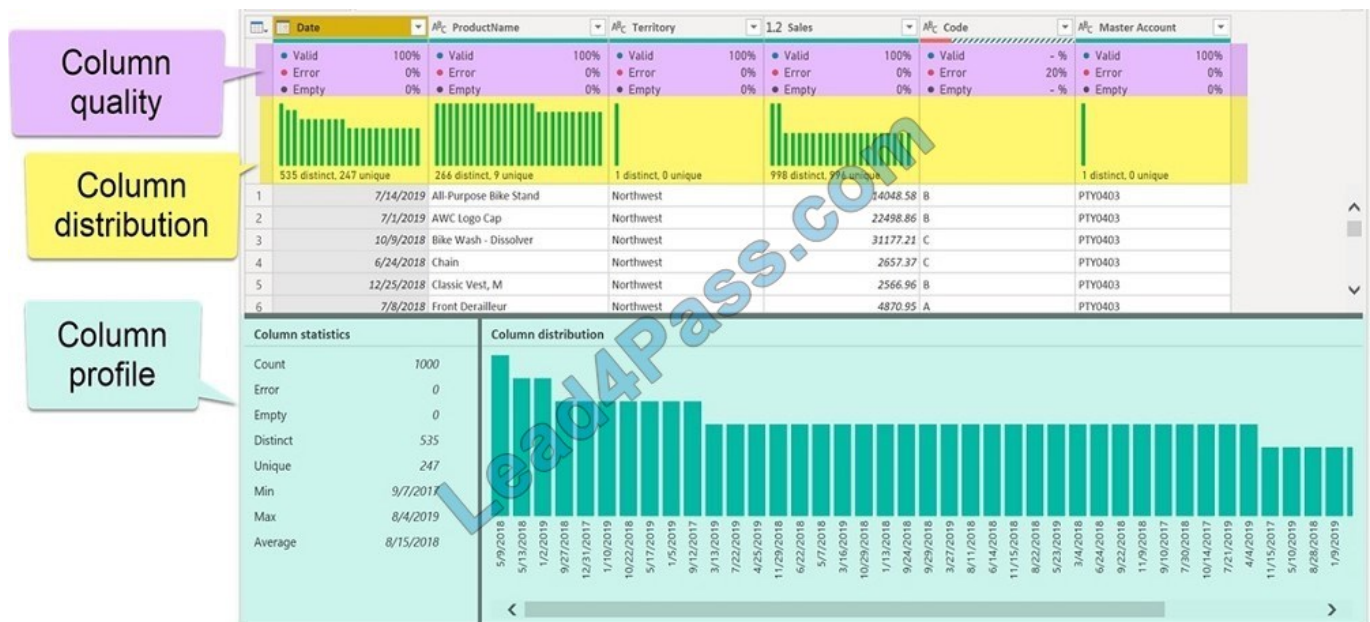 Column
quality
Column
distribution
Column
profile
Date ABC ProductName ABC Territory 1.2 Sales ABC Code ABC Master Account
Valid 100% Valid 100% Valid 100% Valid 100% Valid - % Valid 100%
Error 0% Error 0% Error 0% Error 0% Error 20% Error 0%
Empty 0% Empty 0% Empty 0% Empty 0% Empty - % Empty 0%
535 distinct, 247 unique 266 distinct, 9 unique 1 distinct, 0 unique 998 distinct, 996 unique 1 distinct, 0 unique
1 7/14/2019 All-Purpose Bike Stand Northwest 14048.58 B PTY0403
2 7/1/2019 AWC Logo Cap Northwest 22498.86 B PTY0403
3 10/9/2018 Bike Wash - Dissolver Northwest 31177.21 C PTY0403
4 6/24/2018 Chain Northwest 2657.37 C PTY0403
5 12/25/2018 Classic Vest, M Northwest 2566.96 B PTY0403
6 7/8/2018 Front Derailleur Northwest 4870.95 A PTY0403
Column statistics
Count 1000
Error 0
Empty 0
Distinct 535
Unique 247
Min 9/7/2017
Max 8/4/2019
Average 8/15/2018
Column distribution
5/9/2018
5/13/2018
1/2/2019
9/27/2018
12/31/2017
1/10/2019
10/22/2018
5/17/2019
1/5/2019
9/12/2017
3/13/2019
7/22/2019
4/25/2019
11/29/2018
6/22/2018
5/7/2018
3/16/2019
10/29/2018
1/13/2018
9/24/2018
9/29/2018
3/27/2019
8/11/2018
6/14/2018
11/15/2018
8/22/2018
5/23/2019
3/4/2018
6/24/2018
9/22/2018
11/9/2018
9/10/2017
7/30/2018
10/14/2017
7/21/2019
4/4/2019
11/15/2017
5/10/2019
8/28/2018
1/9/2019
Lead4Pass.com